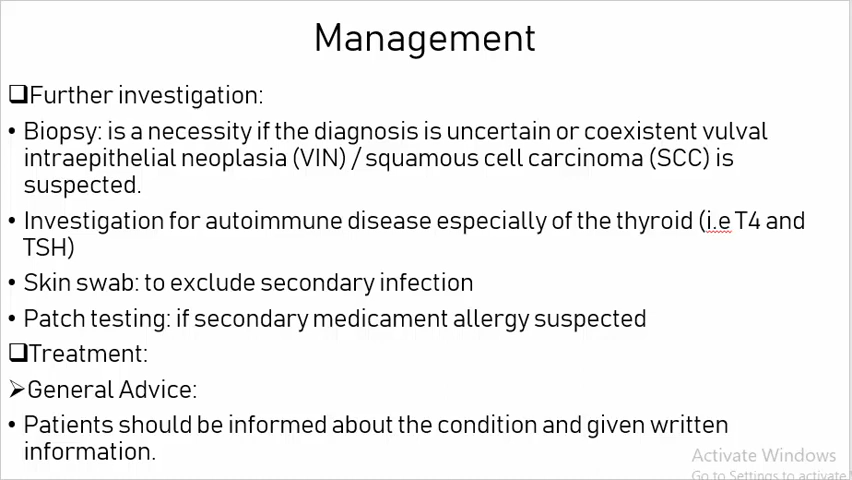 Management
❑Further investigation:
• Biopsy: is a necessity if the diagnosis is uncertain or coexistent vulval
intraepithelial neoplasia (VIN) / squamous cell carcinoma (SCC) is
suspected.
• Investigation for autoimmune disease especially of the thyroid (i.e T4 and
TSH)
• Skin swab: to exclude secondary infection
• Patch testing: if secondary medicament allergy suspected
❑Treatment:
➢General Advice:
• Patients should be informed about the condition and given written
information.
Activate Windows
Go to Settings to activate